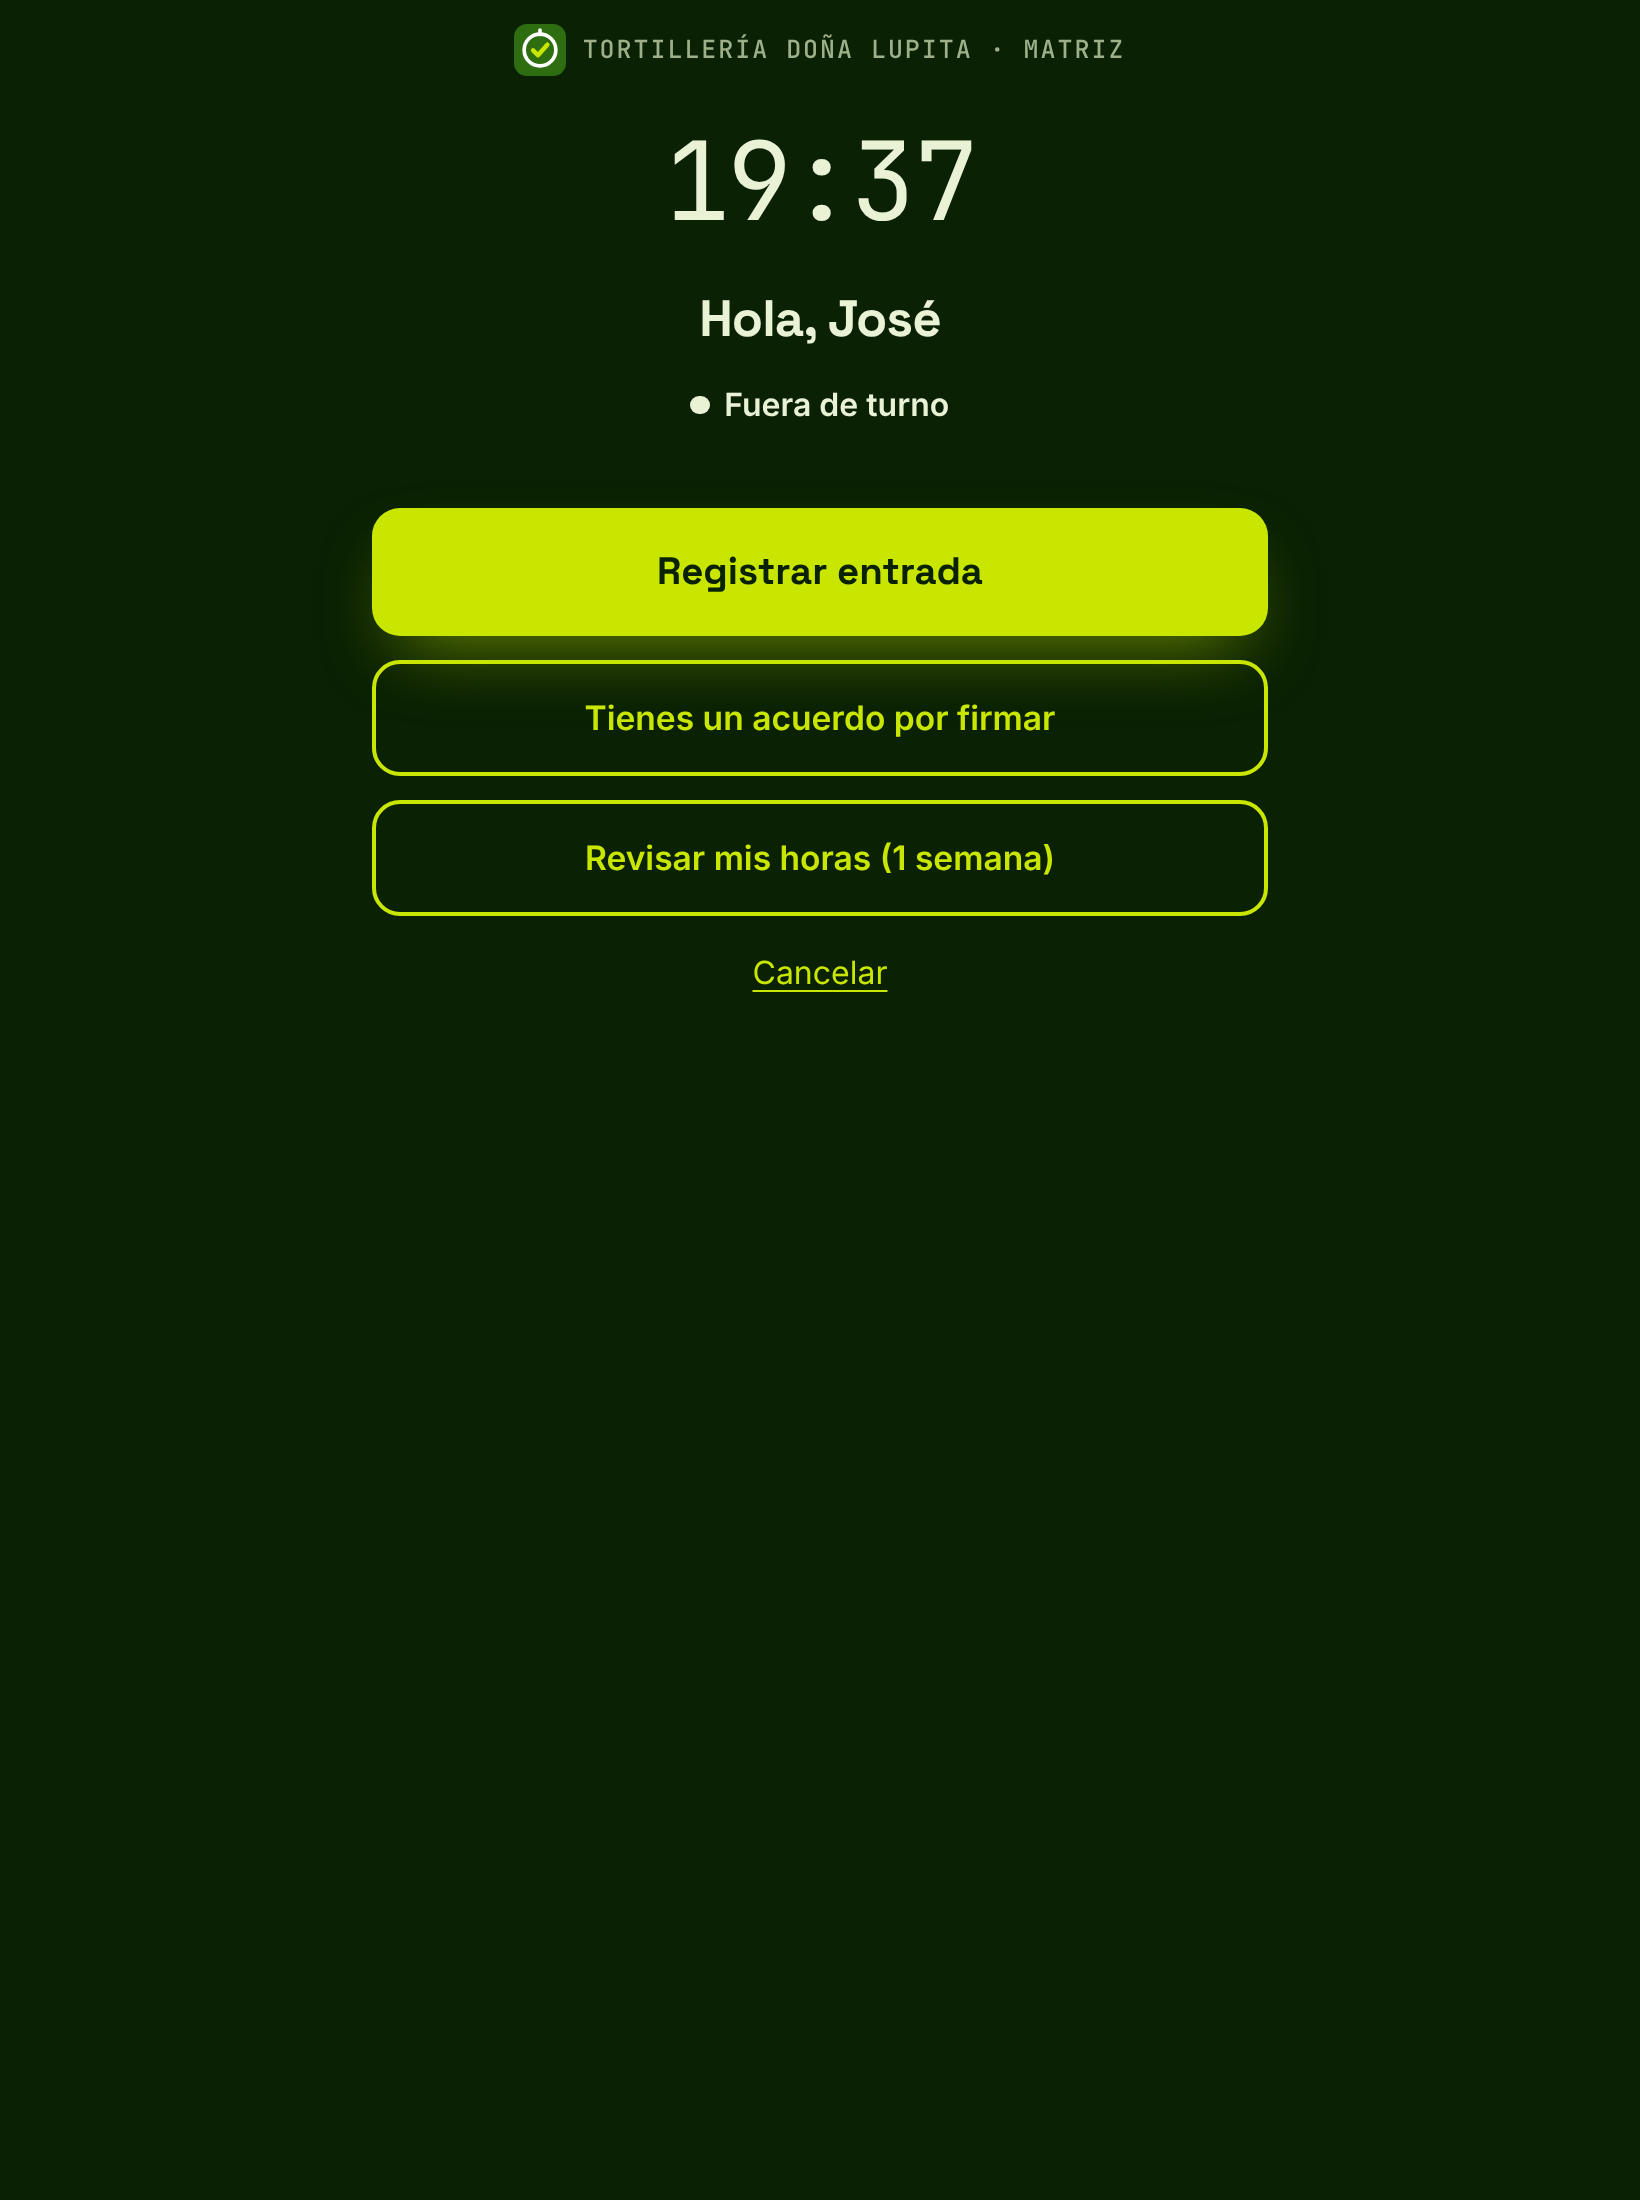 TORTILLERÍA DOÑA LUPITA · MATRIZ
19:37
Hola, José
Fuera de turno
Registrar entrada
Tienes un acuerdo por firmar
Revisar mis horas (1 semana)
Cancelar